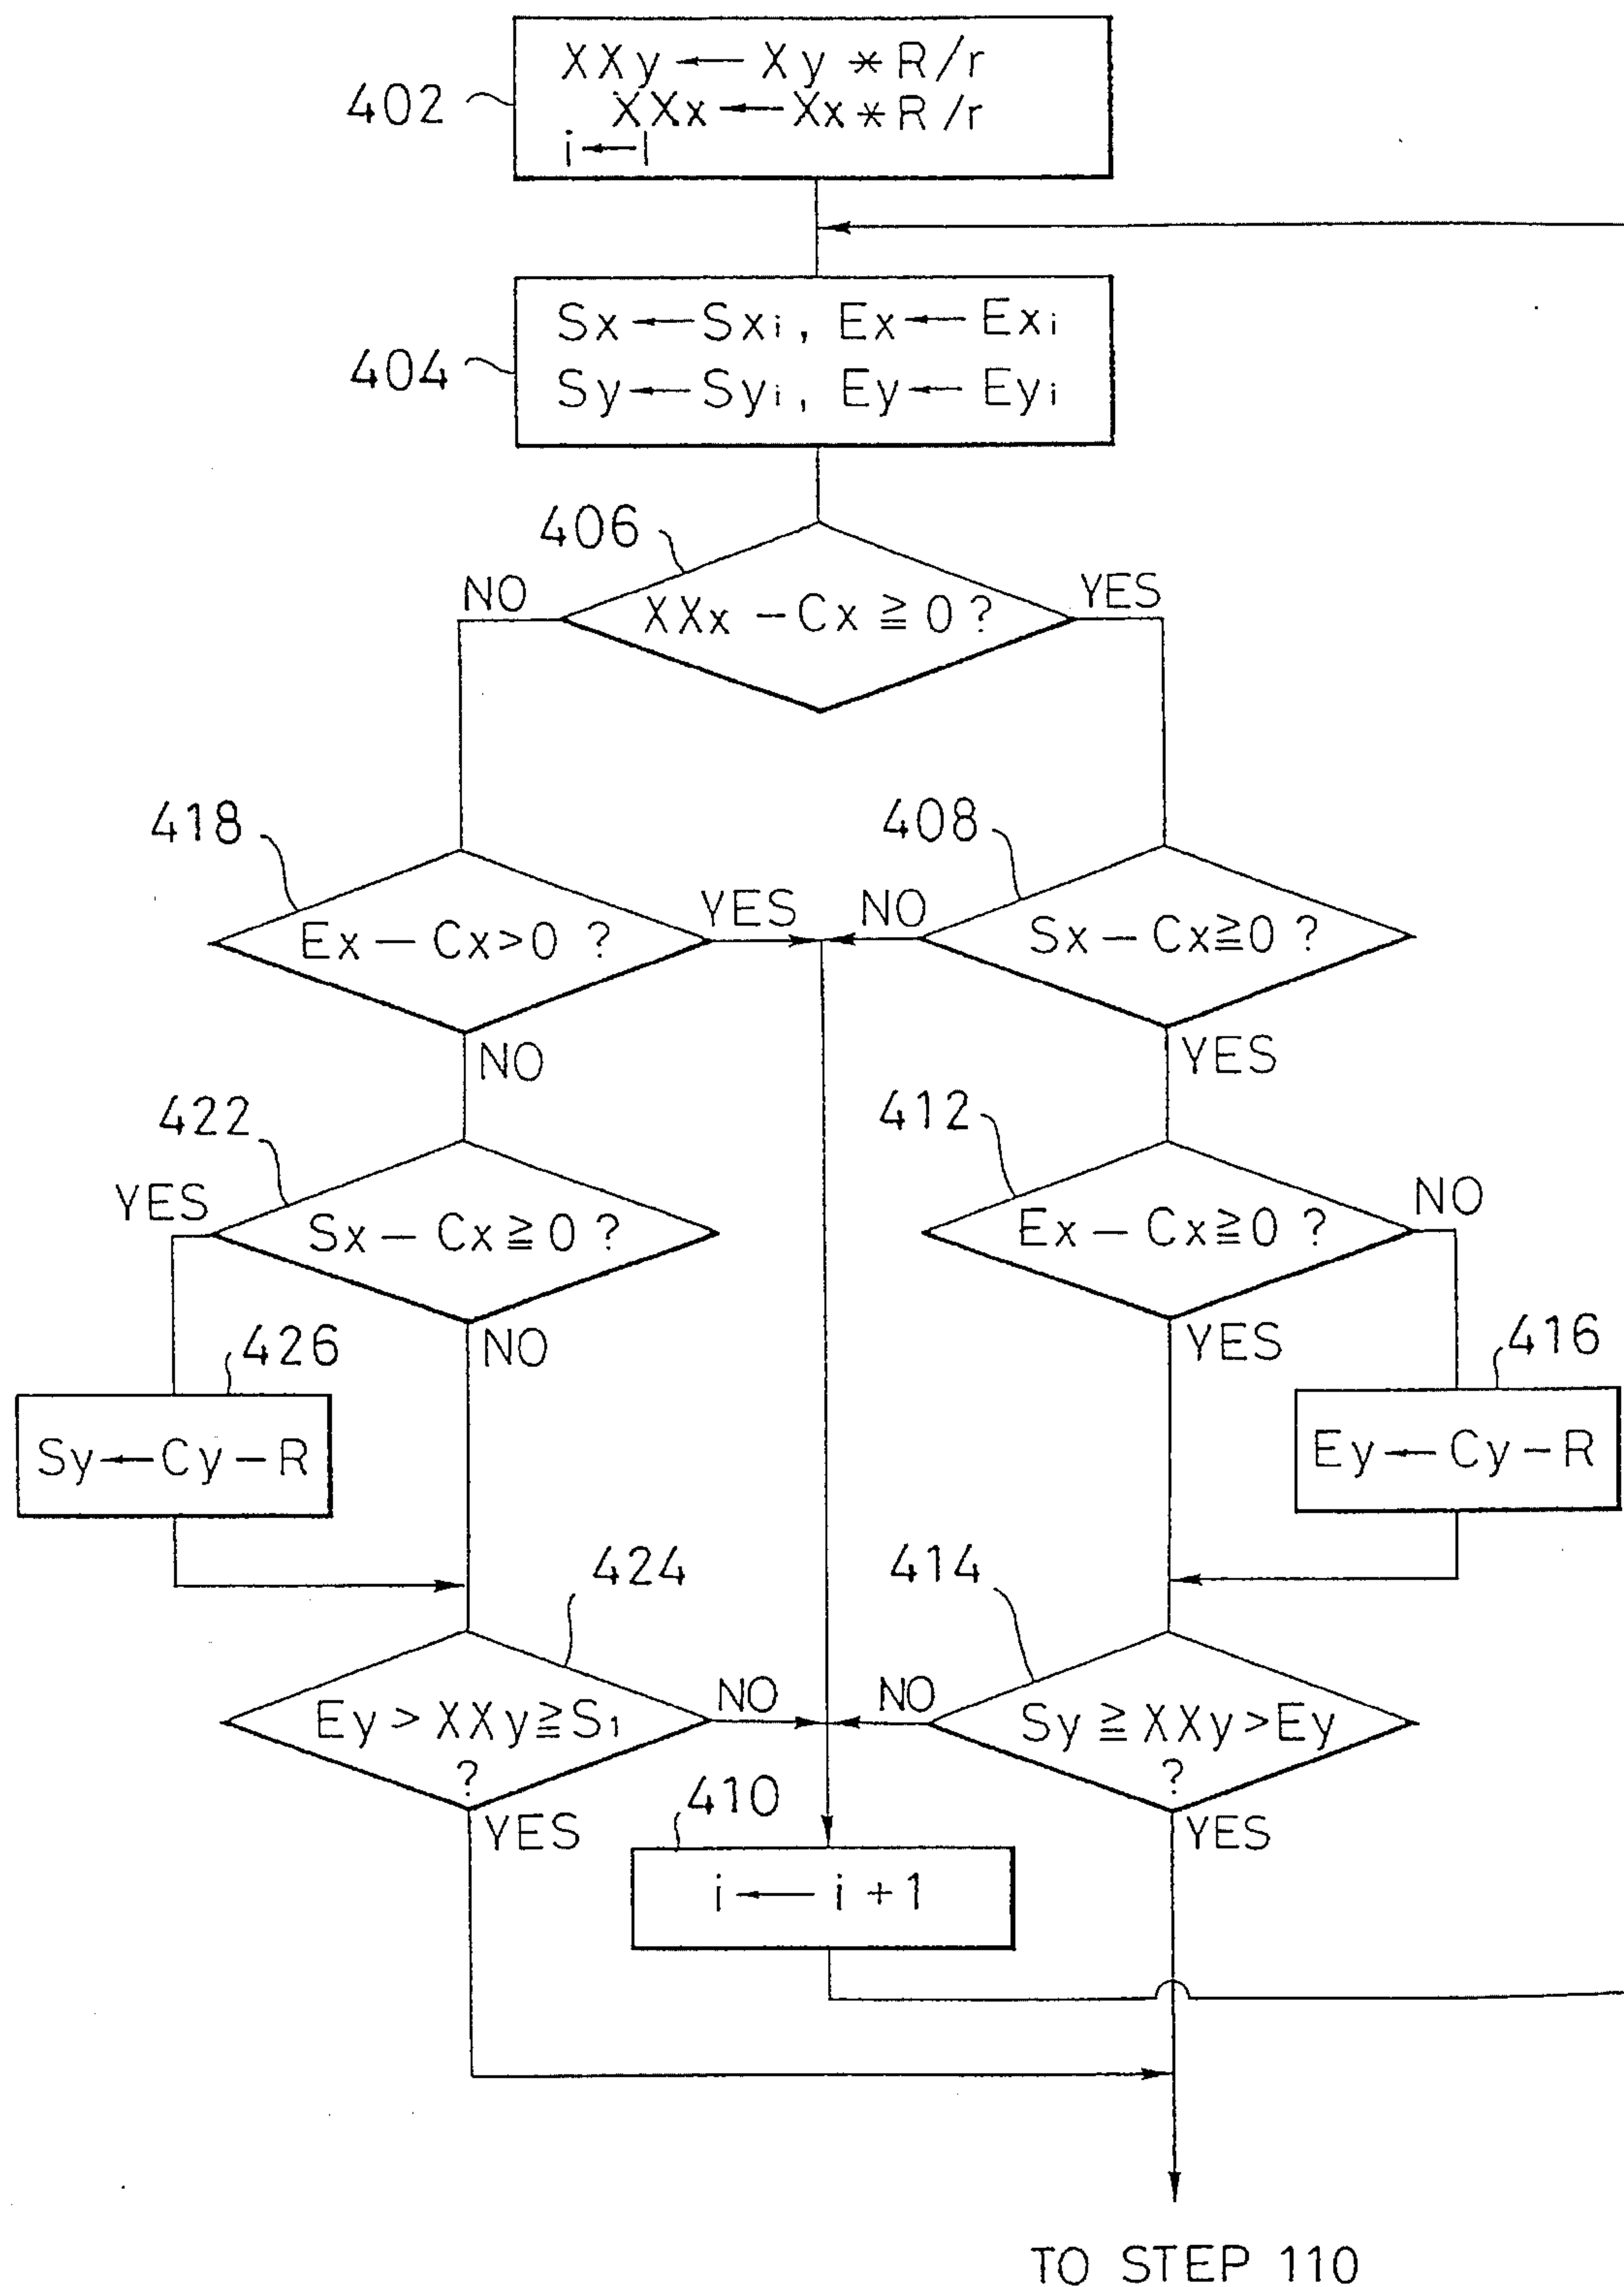 XXy ← Xy * R/r
402
XXx ← Xx * R/r
i ← 1
Sx ← Sxi, Ex ← Exi
404
Sy ← Syi, Ey ← Eyi
406
NO
YES
XXx - Cx ≧ 0 ?
418
408
YES
NO
Ex - Cx > 0 ?
Sx - Cx ≧ 0 ?
NO
YES
422
412
YES
NO
Sx - Cx ≧ 0 ?
Ex - Cx ≧ 0 ?
NO
YES
426
416
Sy ← Cy - R
Ey ← Cy - R
424
414
NO
NO
Ey > XXy ≧ S1
?
Sy ≧ XXy > Ey
?
410
YES
YES
i ← i + 1
TO STEP 110